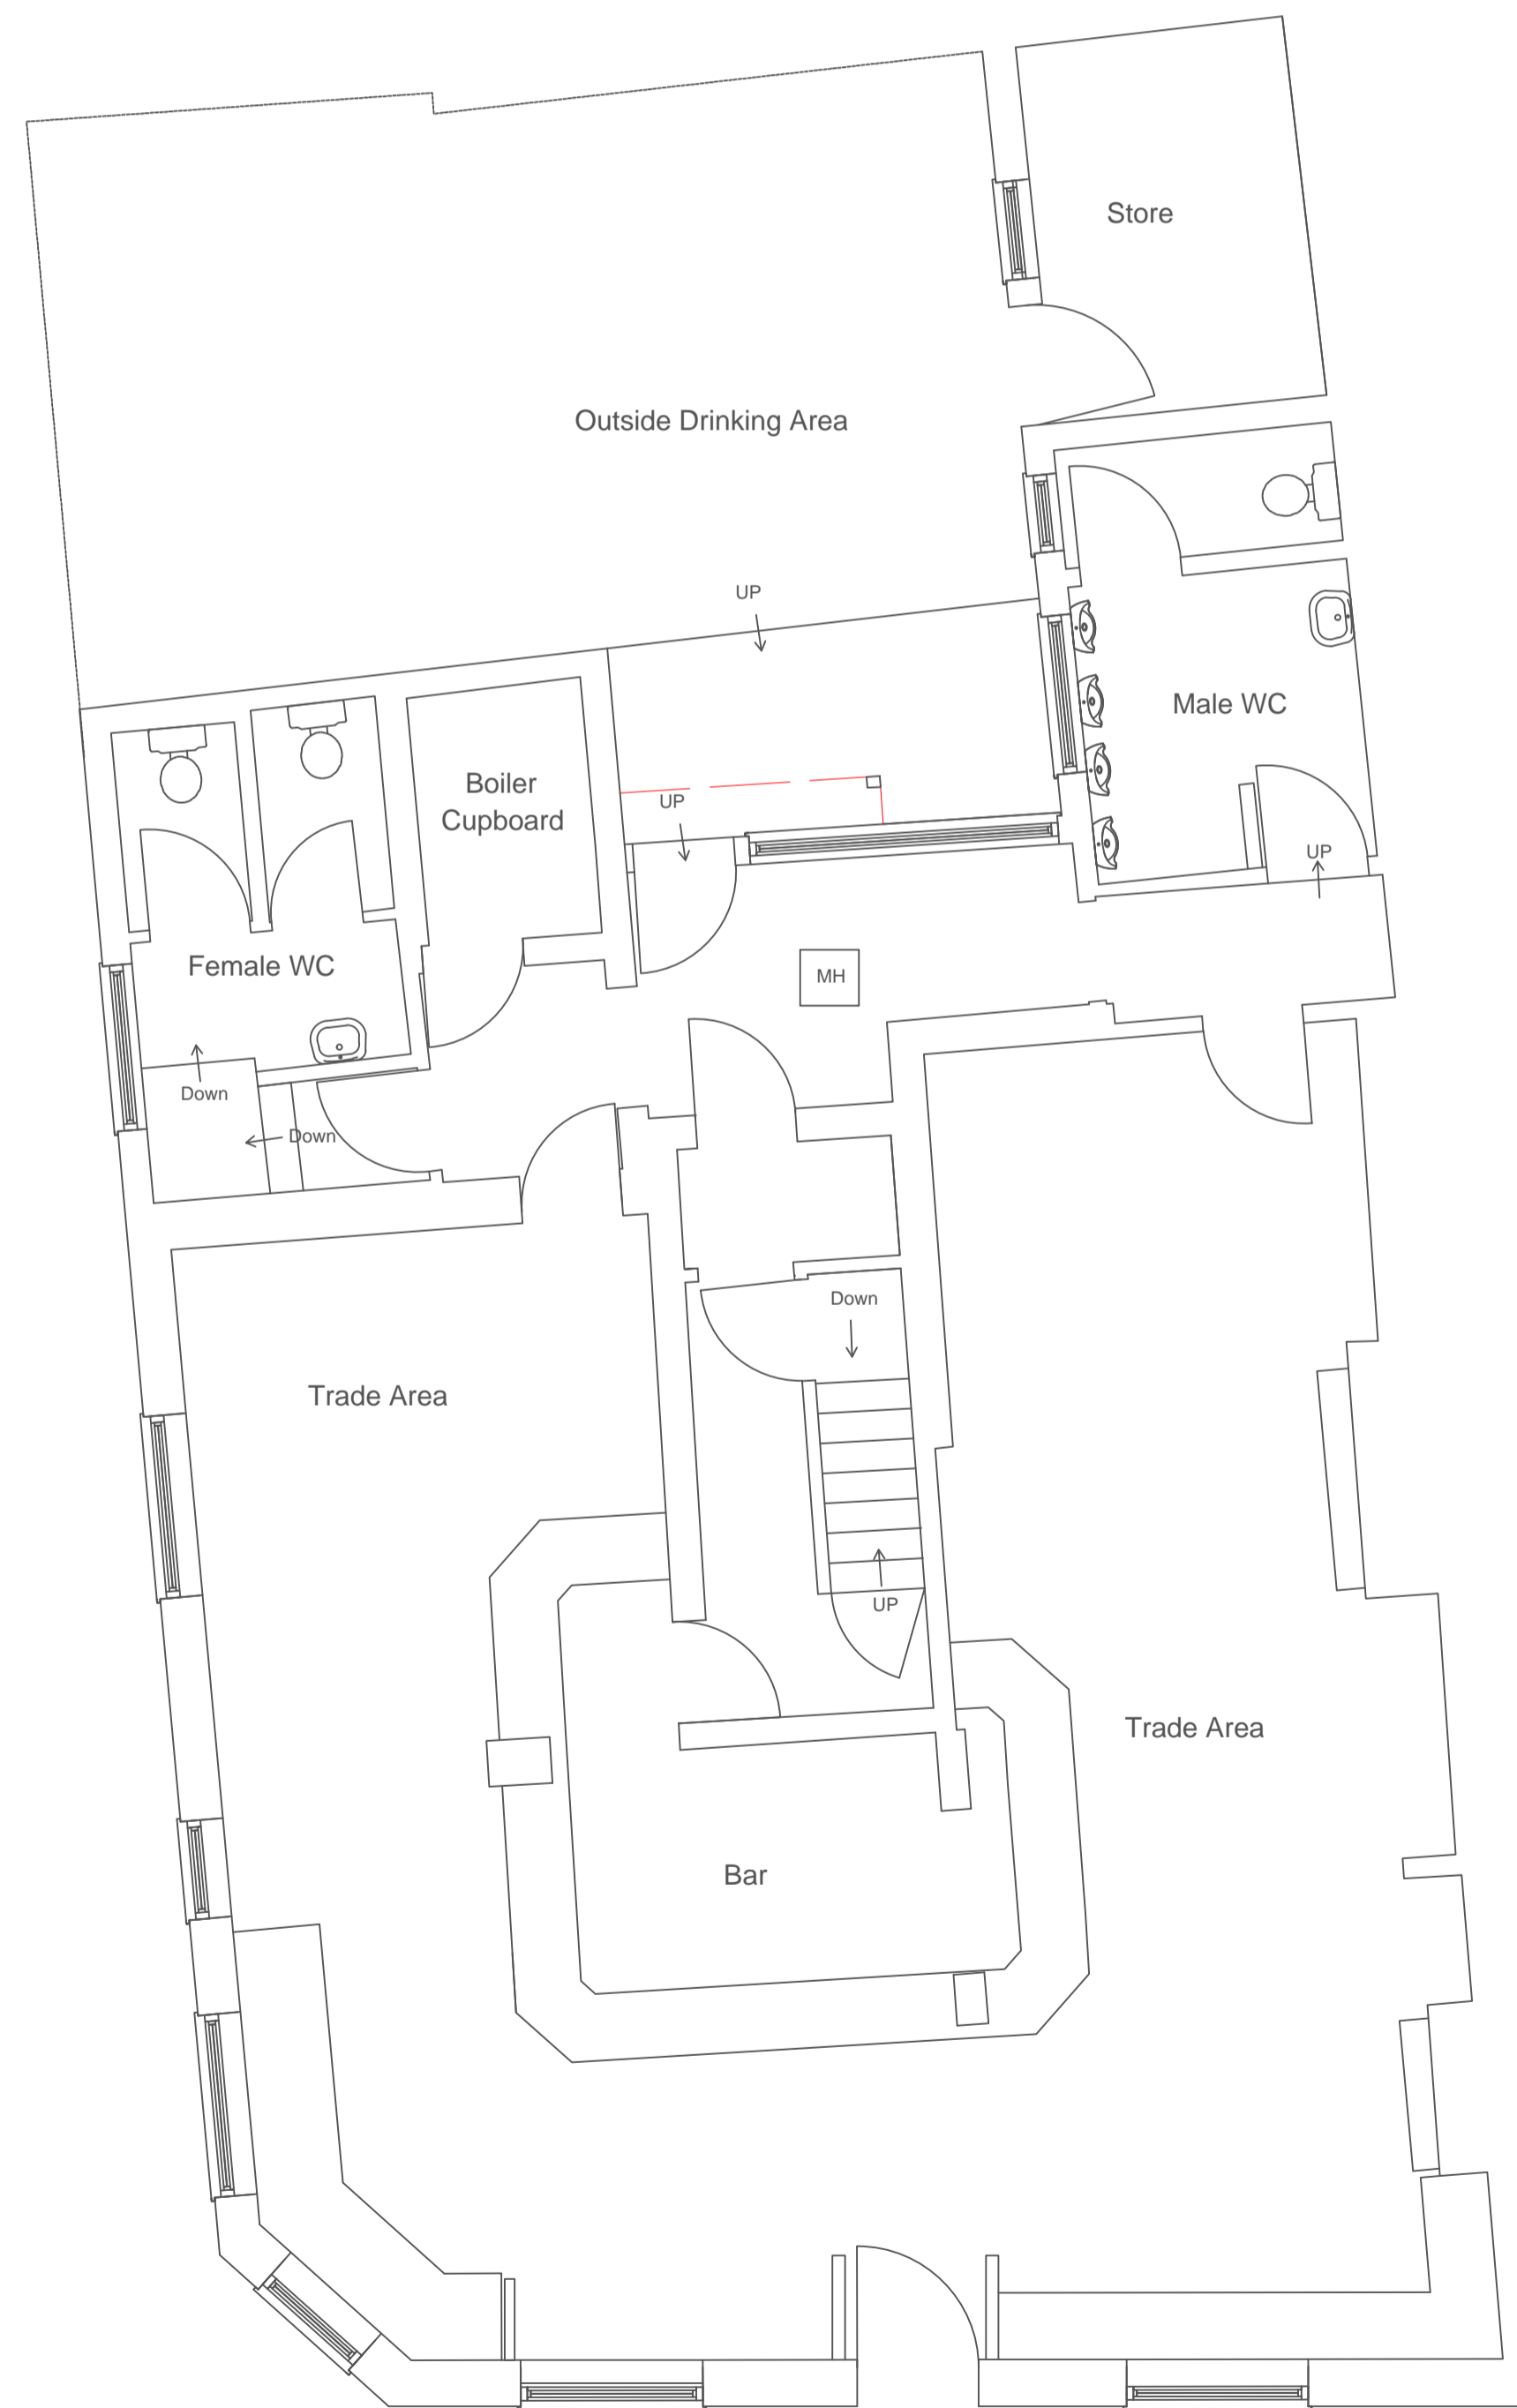 Store
Outside Drinking Area
UP
Male WC
Boiler
Cupboard
UP
UP
Female WC
MH
Down
Down
Down
Trade Area
UP
Trade Area
Bar